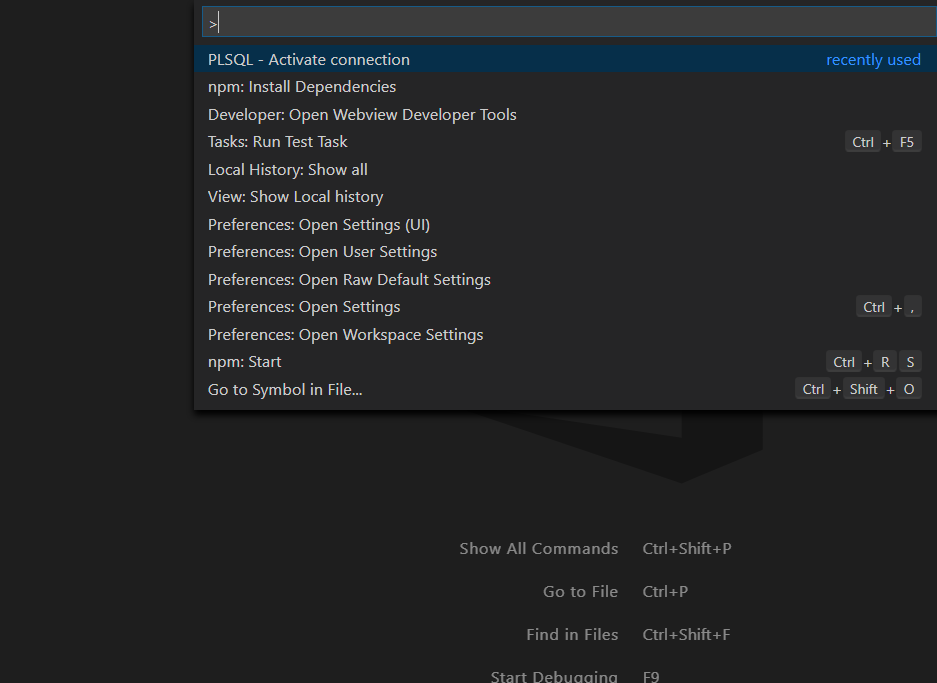 >
PLSQL - Activate connection recently used
npm: Install Dependencies
Developer: Open Webview Developer Tools
Tasks: Run Test Task Ctrl + F5
Local History: Show all
View: Show Local history
Preferences: Open Settings (UI)
Preferences: Open User Settings
Preferences: Open Raw Default Settings
Preferences: Open Settings Ctrl + ,
Preferences: Open Workspace Settings
npm: Start Ctrl + R S
Go to Symbol in File... Ctrl + Shift + O
Show All Commands Ctrl+Shift+P
Go to File Ctrl+P
Find in Files Ctrl+Shift+F
Start Debugging F9